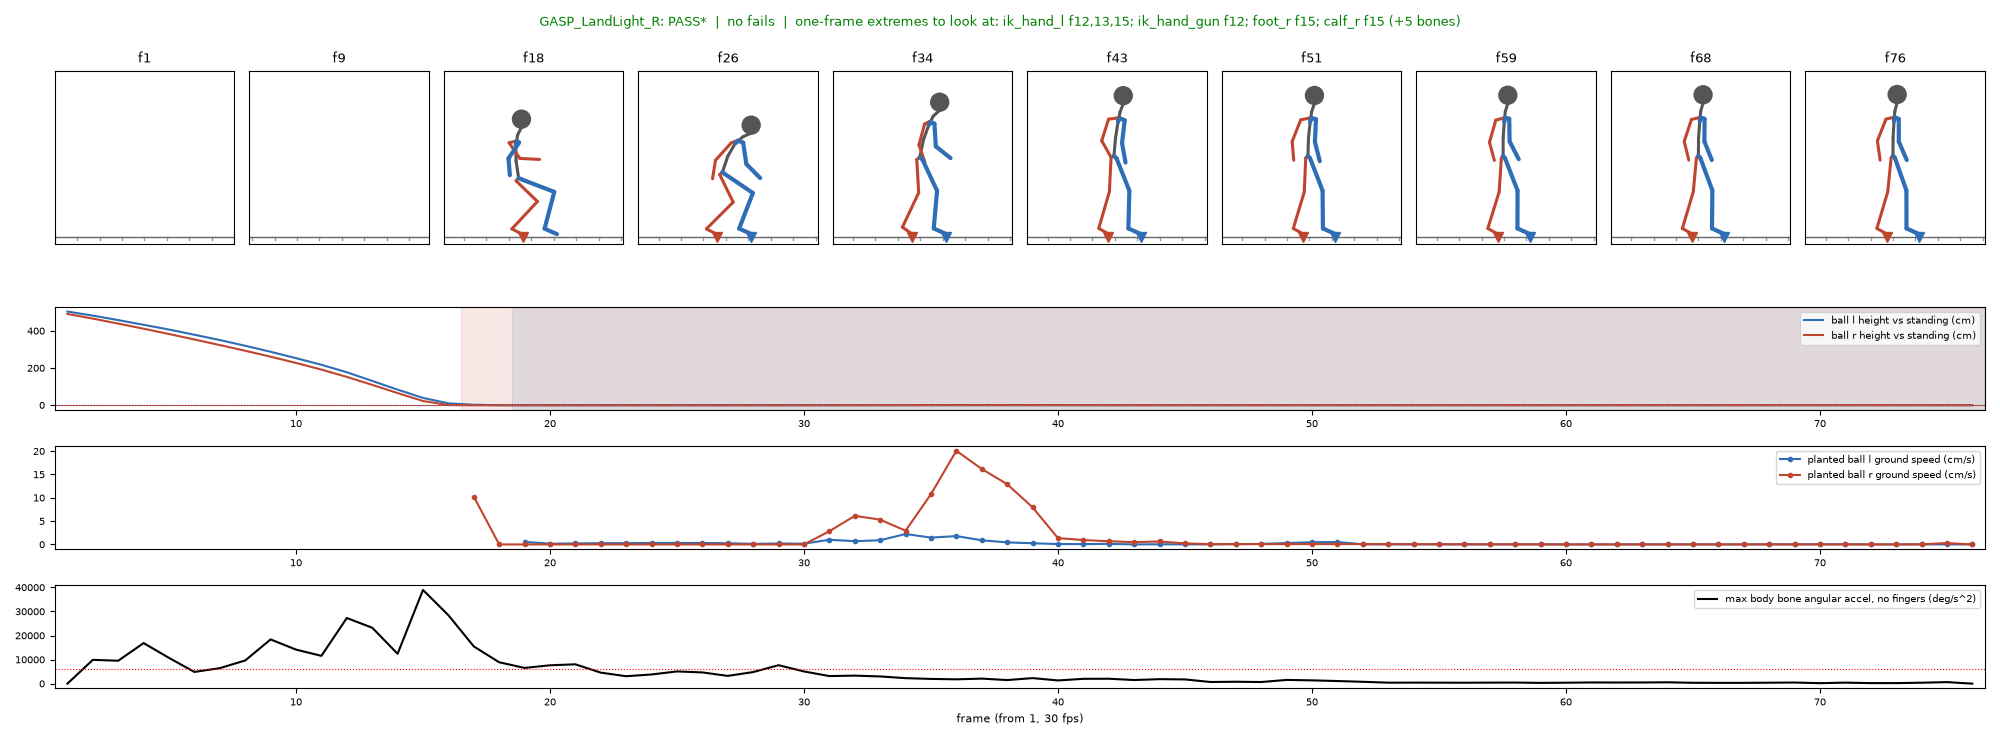 GASP_LandLight_R: PASS* | no fails | one-frame extremes to look at: ik_hand_l f12,13,15; ik_hand_gun f12; foot_r f15; calf_r f15 (+5 bones)
f1 f9 f18 f26 f34 f43 f51 f59 f68 f76
400
200
0
ball l height vs standing (cm)
ball r height vs standing (cm)
10 20 30 40 50 60 70
20
15
10
5
0
planted ball l ground speed (cm/s)
planted ball r ground speed (cm/s)
10 20 30 40 50 60 70
40000
30000
20000
10000
0
max body bone angular accel, no fingers (deg/s^2)
10 20 30 40 50 60 70
frame (from 1, 30 fps)